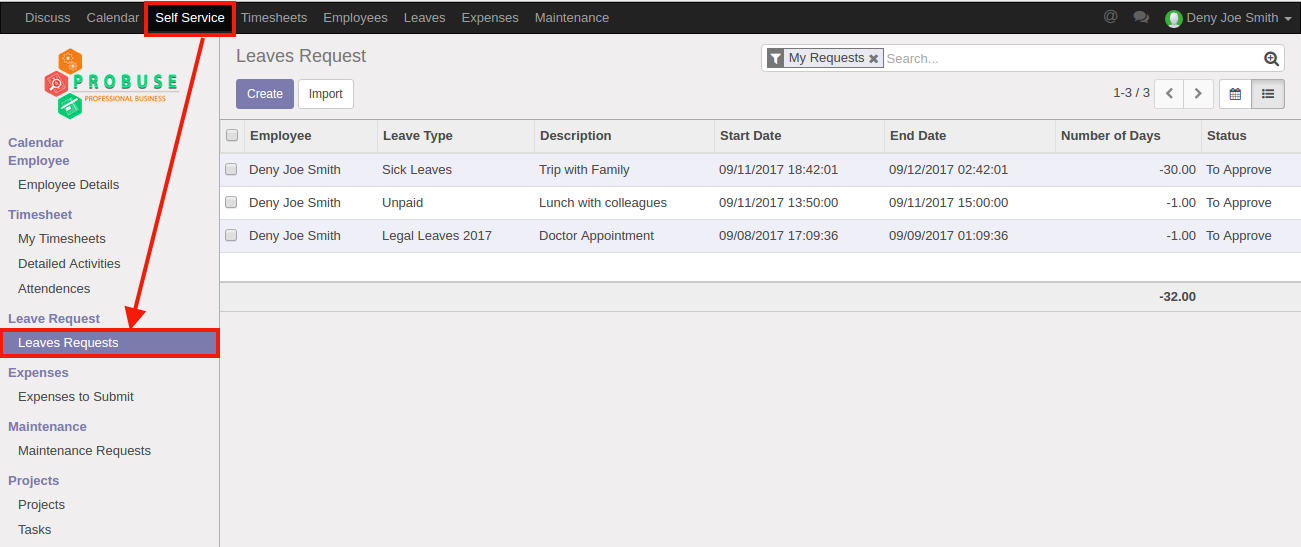 Discuss Calendar Self Service Timesheets Employees Leaves Expenses Maintenance @ Deny Joe Smith
PROBUSE
PROFESSIONAL BUSINESS
Calendar
Employee
Employee Details
Timesheet
My Timesheets
Detailed Activities
Attendences
Leave Request
Leaves Requests
Expenses
Expenses to Submit
Maintenance
Maintenance Requests
Projects
Projects
Tasks
Leaves Request
My Requests Search...
Create Import
1-3 / 3
Employee Leave Type Description Start Date End Date Number of Days Status
Deny Joe Smith Sick Leaves Trip with Family 09/11/2017 18:42:01 09/12/2017 02:42:01 -30.00 To Approve
Deny Joe Smith Unpaid Lunch with colleagues 09/11/2017 13:50:00 09/11/2017 15:00:00 -1.00 To Approve
Deny Joe Smith Legal Leaves 2017 Doctor Appointment 09/08/2017 17:09:36 09/09/2017 01:09:36 -1.00 To Approve
-32.00